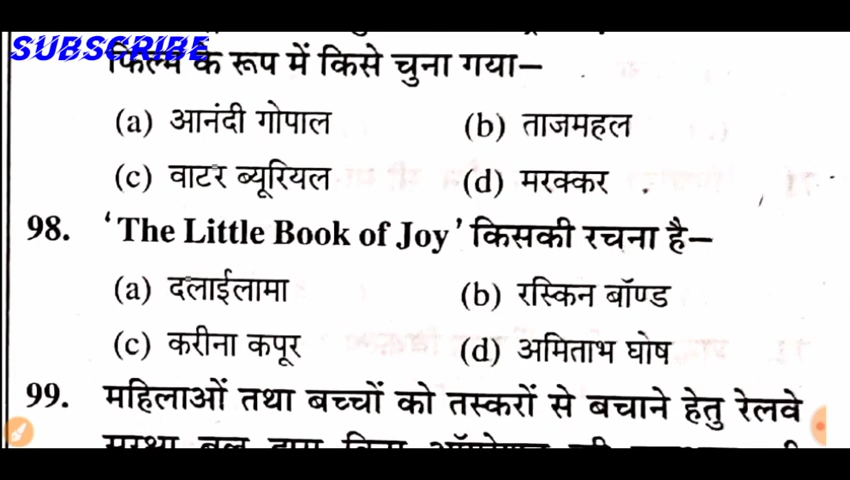 SUBSCRIBE
फिल्म के रूप में किसे चुना गया–
(a) आनंदी गोपाल (b) ताजमहल
(c) वाटर ब्यूरियल (d) मरक्कर
98. 'The Little Book of Joy' किसकी रचना है–
(a) दलाईलामा (b) रस्किन बॉण्ड
(c) करीना कपूर (d) अमिताभ घोष
99. महिलाओं तथा बच्चों को तस्करों से बचाने हेतु रेलवे